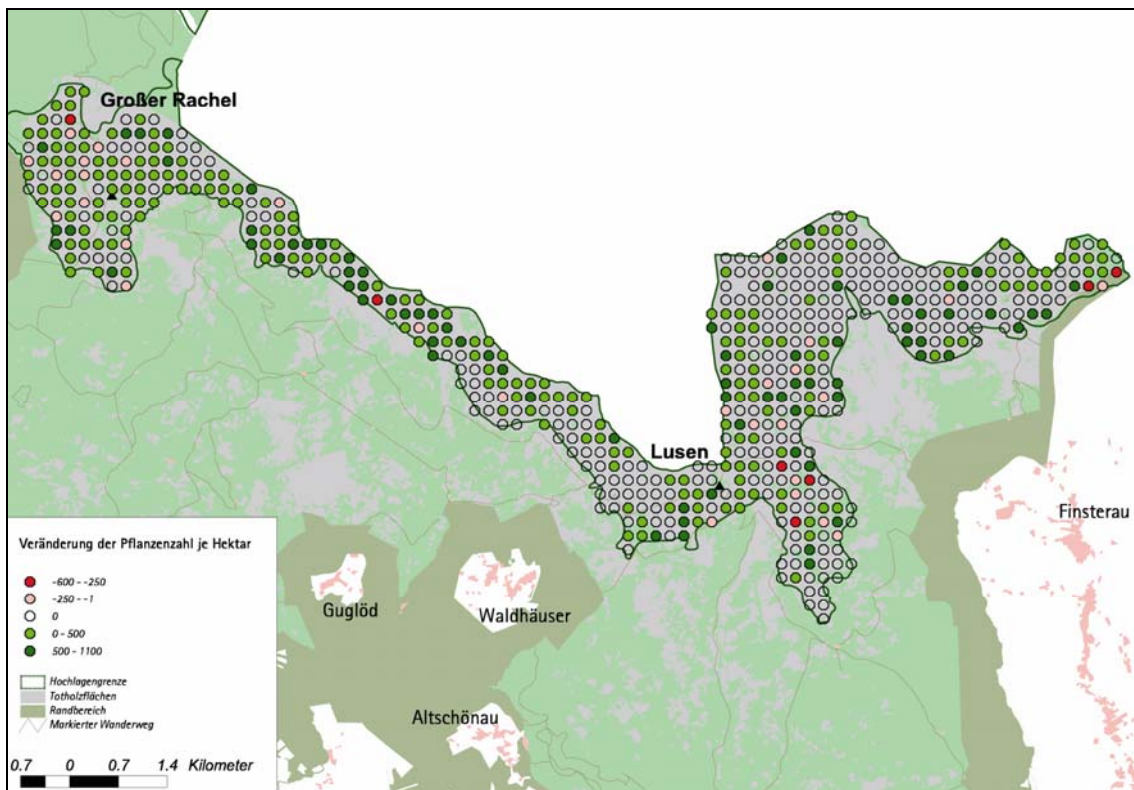 Großer Rachel
Lusen
Finsterau
Guglöd
Waldhäuser
Altschönau
Veränderung der Pflanzenzahl je Hektar
-600 - -250
-250 - -1
0
0 - 500
500 - 1100
Hochlagengrenze
Totholzflächen
Randbereich
Markierter Wanderweg
0.7 0 0.7 1.4 Kilometer